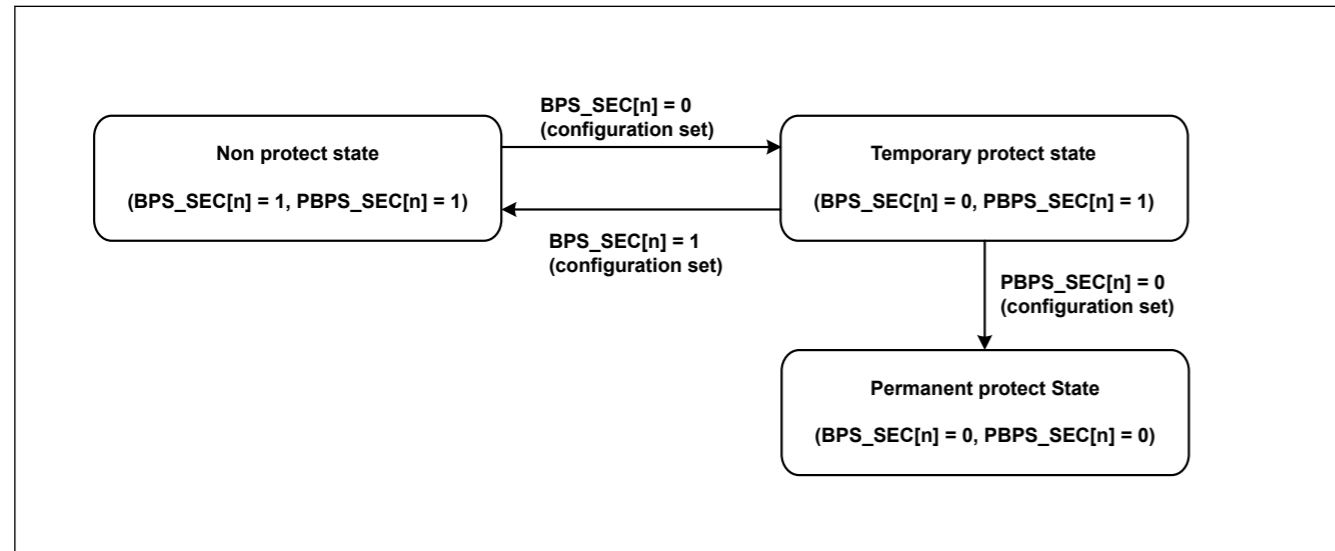 BPS_SEC[n] = 0
(configuration set)
Non protect state
(BPS_SEC[n] = 1, PBPS_SEC[n] = 1)
Temporary protect state
(BPS_SEC[n] = 0, PBPS_SEC[n] = 1)
BPS_SEC[n] = 1
(configuration set)
PBPS_SEC[n] = 0
(configuration set)
Permanent protect State
(BPS_SEC[n] = 0, PBPS_SEC[n] = 0)